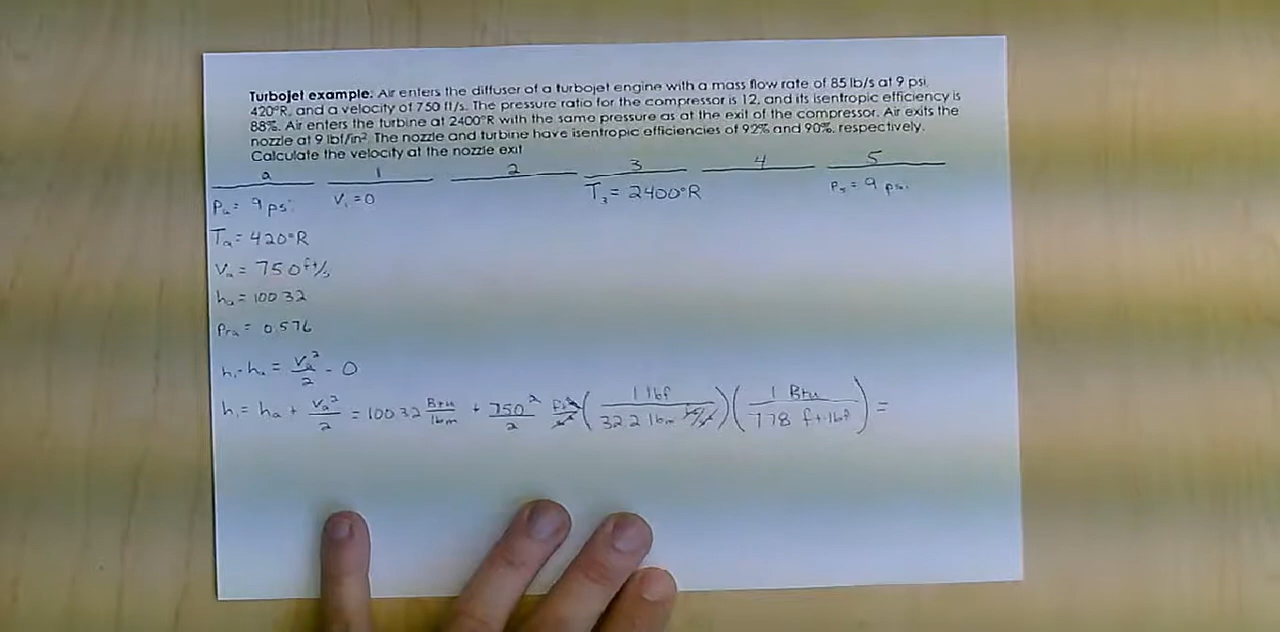 Turbojet example. Air enters the diffuser of a turbojet engine with a mass flow rate of 85 lb/s at 9 psi,
420°R, and a velocity of 750 ft/s. The pressure ratio for the compressor is 12, and its isentropic efficiency is
88%. Air enters the turbine at 2400°R with the same pressure as at the exit of the compressor. Air exits the
nozzle at 9 lbf/in². The nozzle and turbine have isentropic efficiencies of 92% and 90%, respectively.
Calculate the velocity at the nozzle exit
a 1 2 3 4 5
Pa = 9 psi V₁ = 0 T₃ = 2400°R P₅ = 9 psi
Ta = 420°R
Va = 750 ft/s
ha = 100.32
Pra = 0.576
h₁-ha = Va²/2 - 0
h₁ = ha + Va²/2 = 100.32 Btu/lbm + 750²/2 ft²/s² (1 lbf / 32.2 lbm ft/s²) (1 Btu / 778 ft·lbf) =